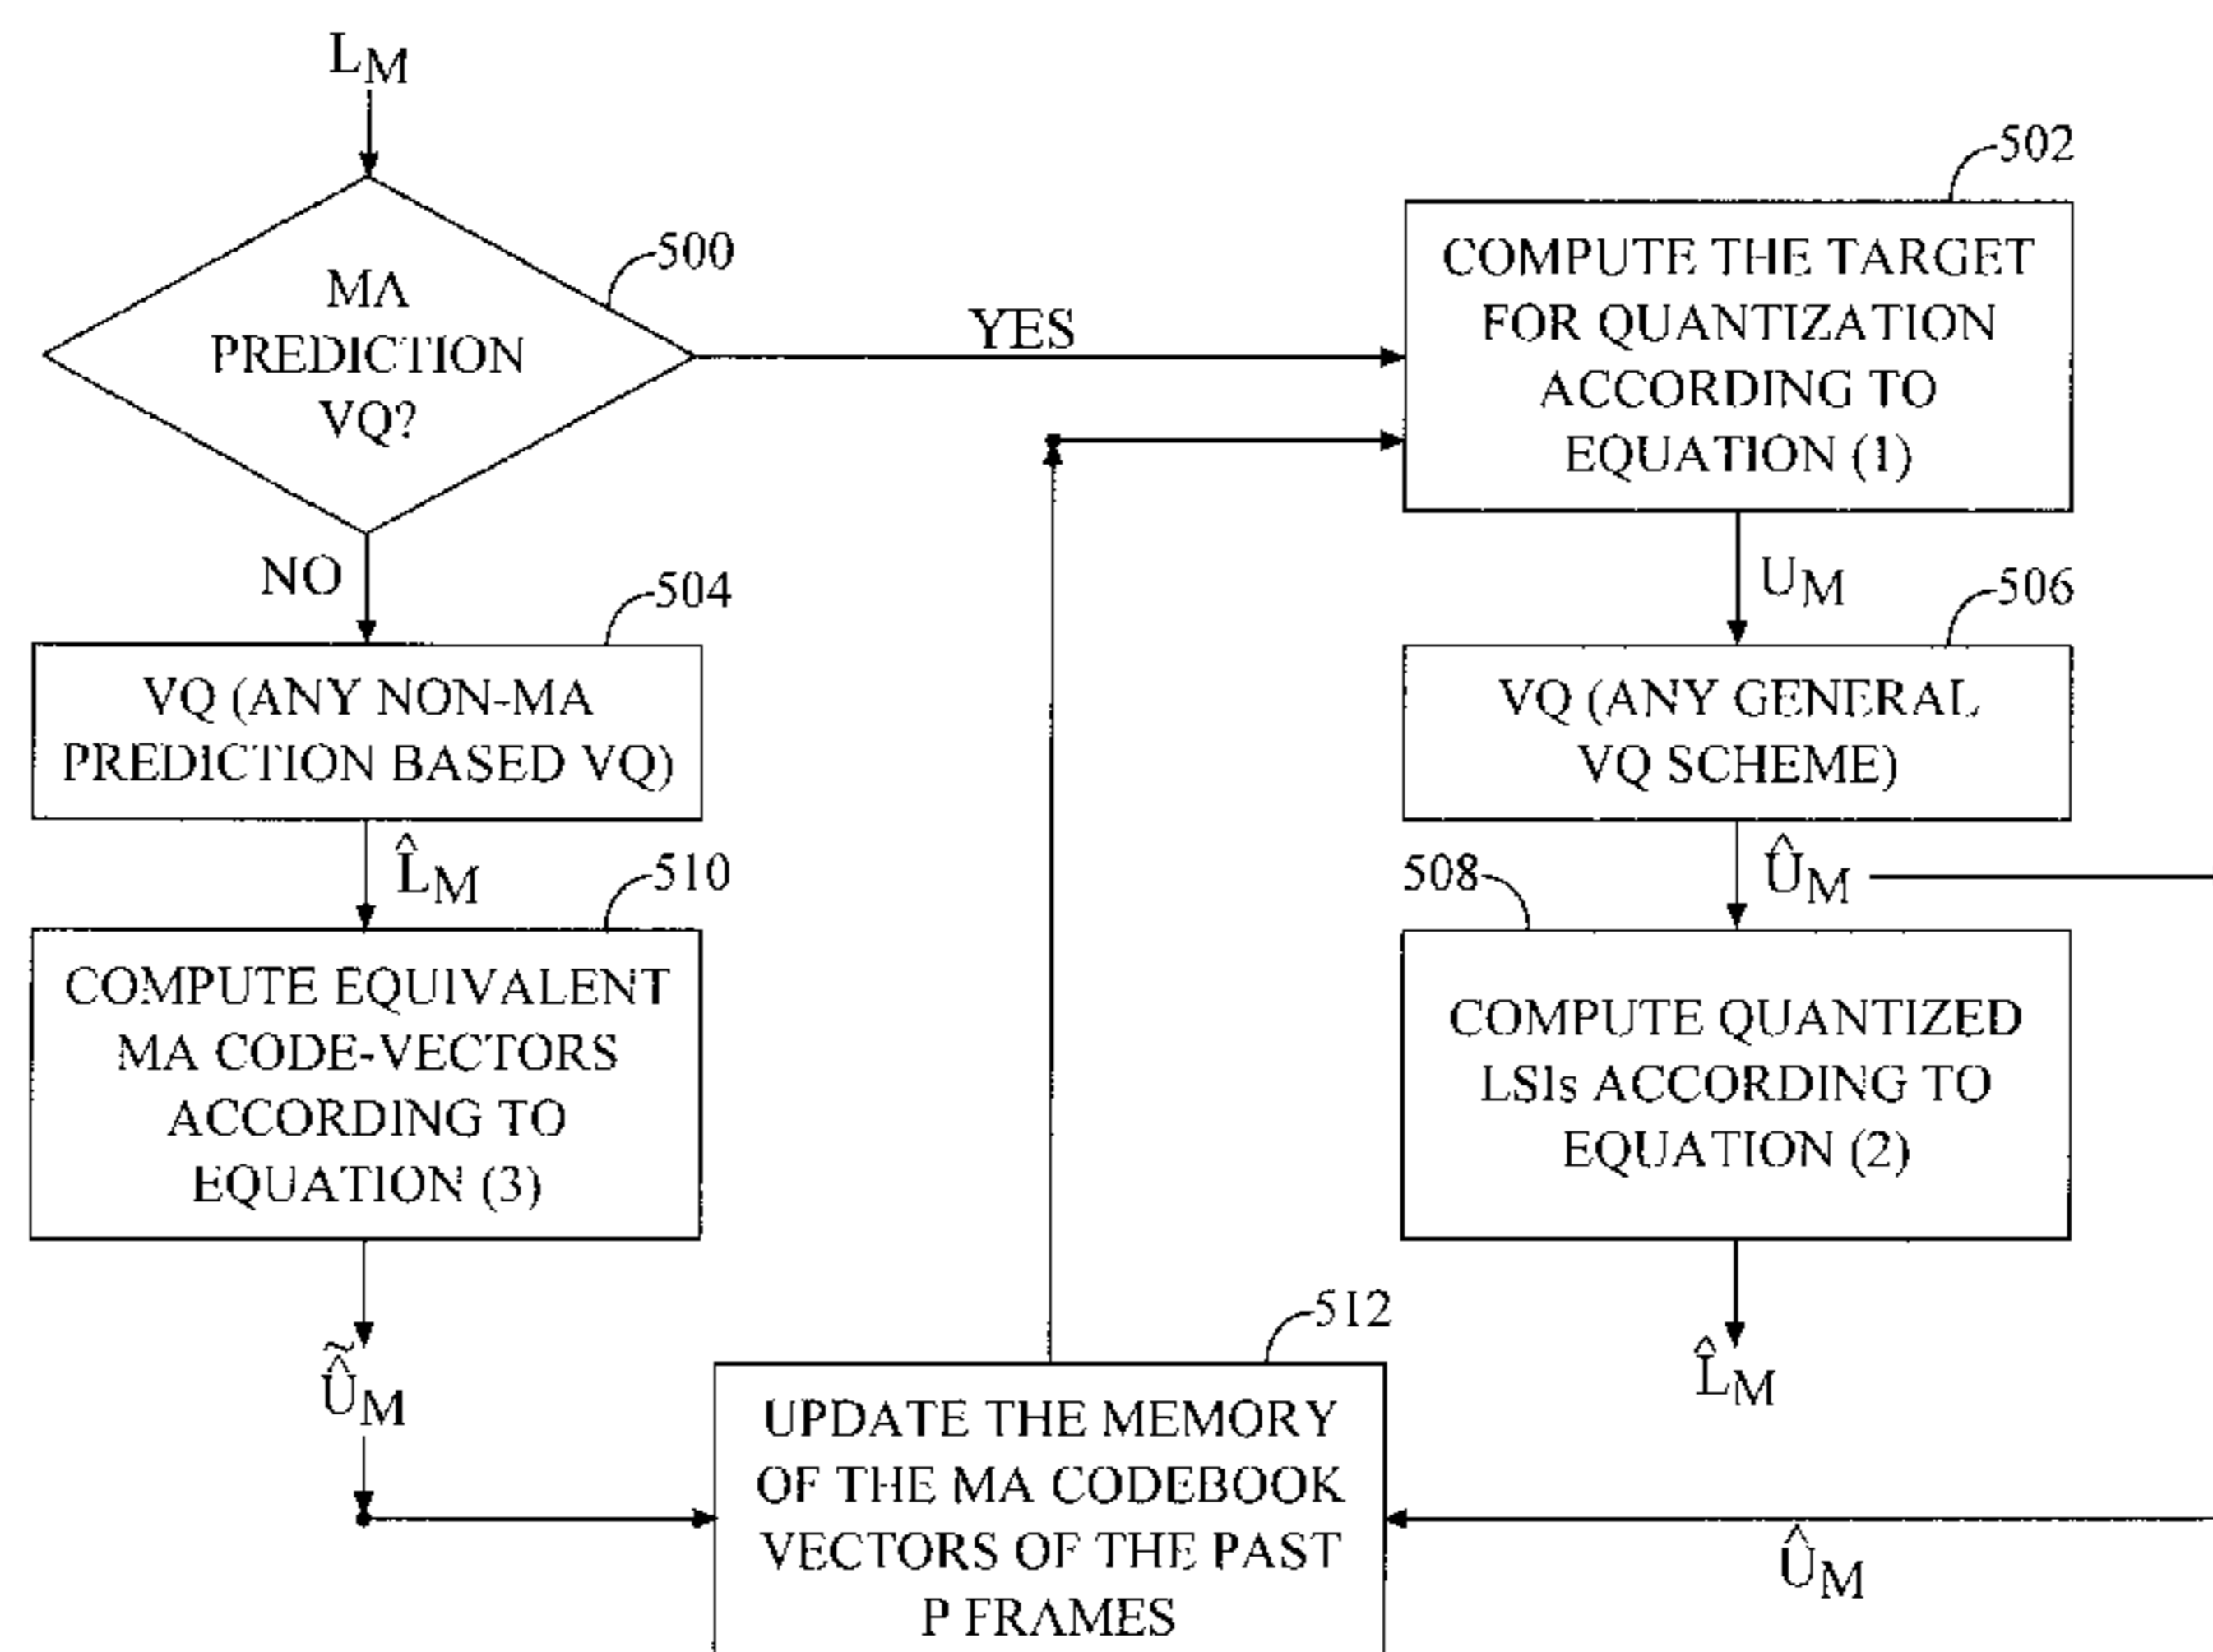 L_M
MA
PREDICTION
VQ?
500
YES
NO
502
COMPUTE THE TARGET
FOR QUANTIZATION
ACCORDING TO
EQUATION (1)
U_M
504
VQ (ANY NON-MA
PREDICTION BASED VQ)
506
VQ (ANY GENERAL
VQ SCHEME)
L̂_M
Û_M
510
COMPUTE EQUIVALENT
MA CODE-VECTORS
ACCORDING TO
EQUATION (3)
508
COMPUTE QUANTIZED
LSIs ACCORDING TO
EQUATION (2)
Û̃_M
L̂_M
512
UPDATE THE MEMORY
OF THE MA CODEBOOK
VECTORS OF THE PAST
P FRAMES
Û_M